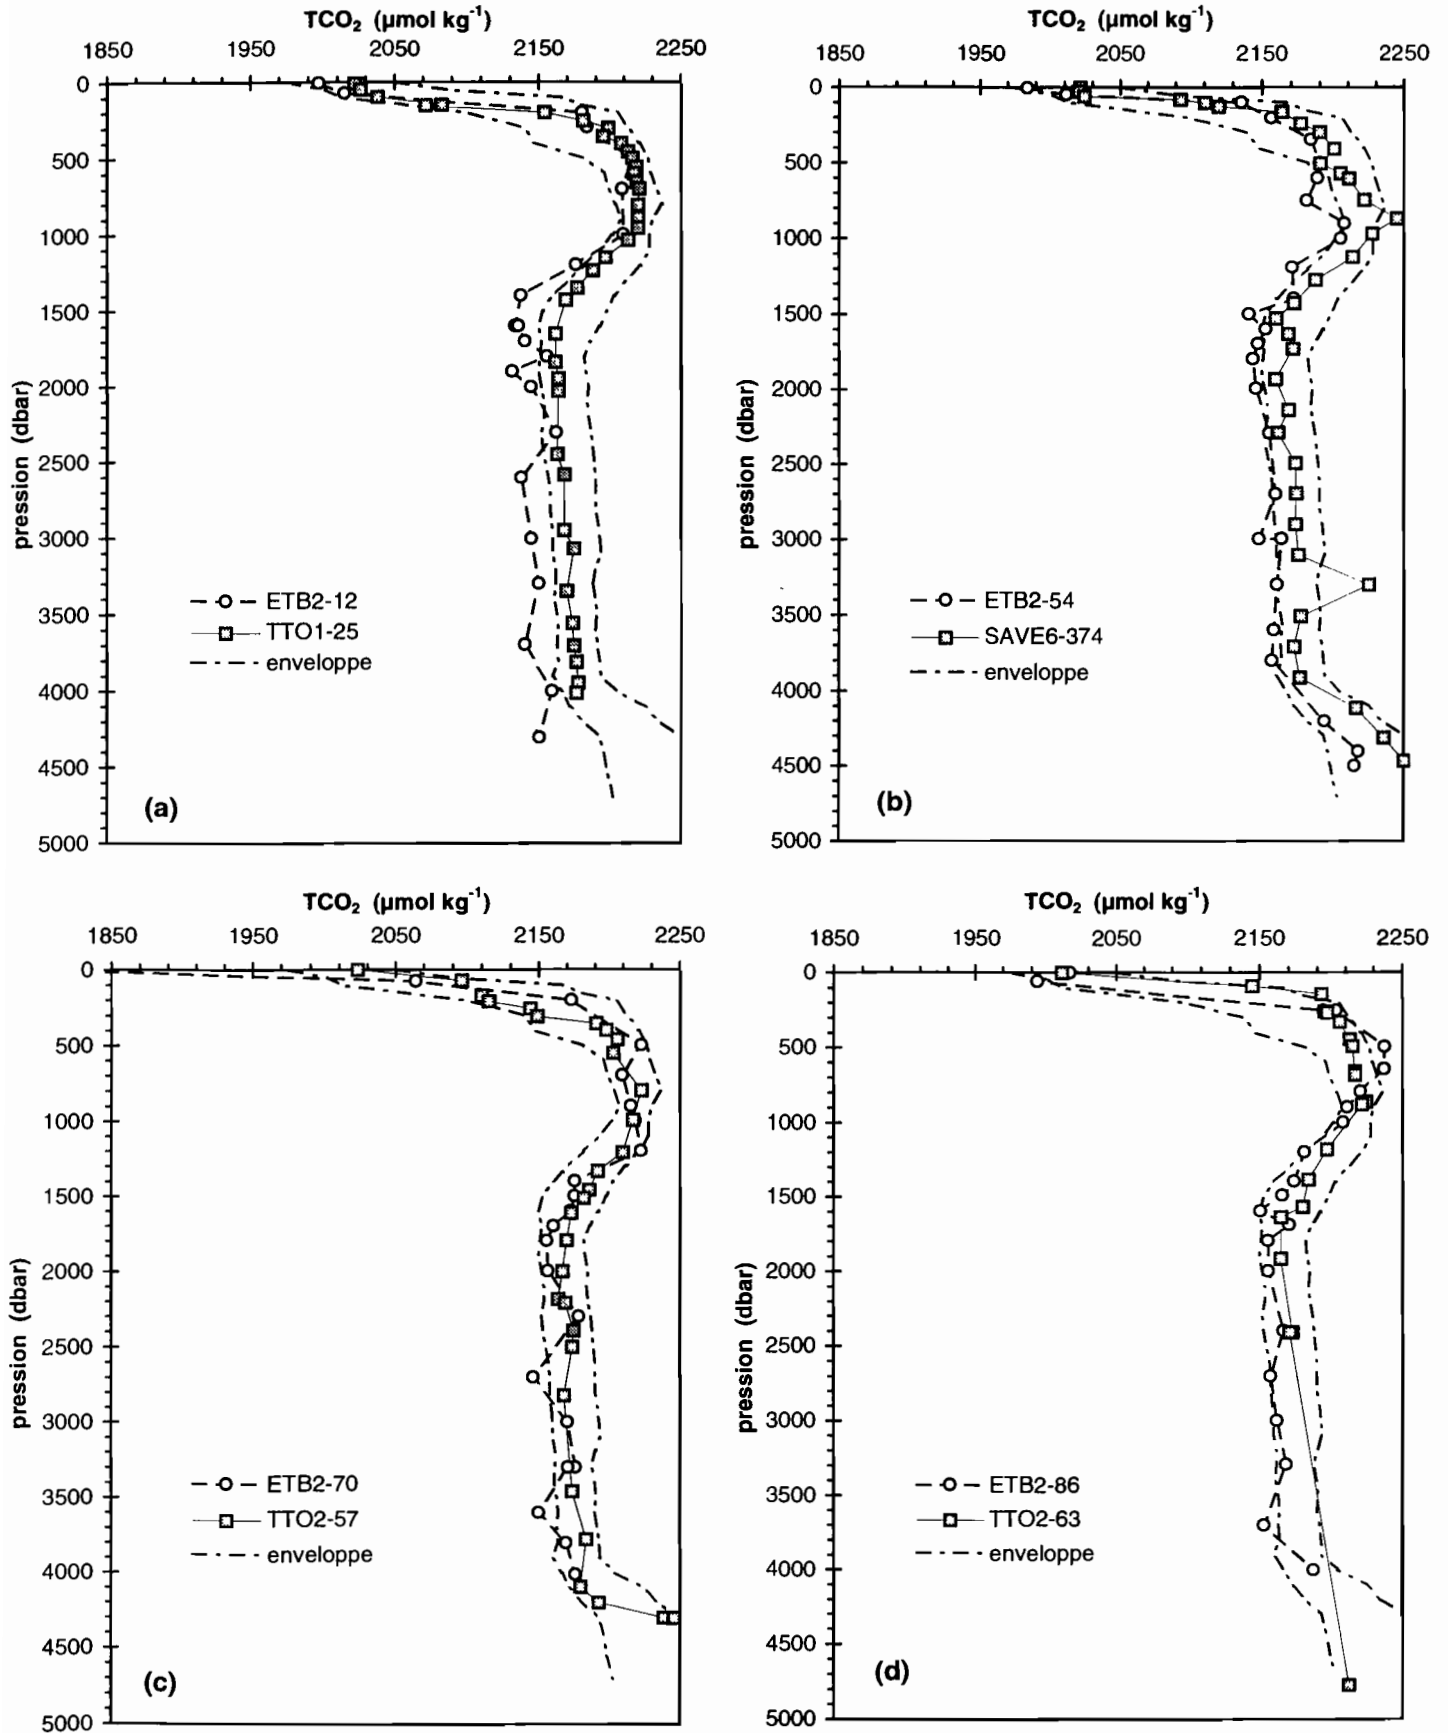 TCO₂ (µmol kg⁻¹)
1850 1950 2050 2150 2250
0
500
1000
1500
2000
2500
3000
3500
4000
4500
5000
pression (dbar)
ETB2-12
TTO1-25
enveloppe
(a)
TCO₂ (µmol kg⁻¹)
1850 1950 2050 2150 2250
0
500
1000
1500
2000
2500
3000
3500
4000
4500
5000
pression (dbar)
ETB2-54
SAVE6-374
enveloppe
(b)
TCO₂ (µmol kg⁻¹)
1850 1950 2050 2150 2250
0
500
1000
1500
2000
2500
3000
3500
4000
4500
5000
pression (dbar)
ETB2-70
TTO2-57
enveloppe
(c)
TCO₂ (µmol kg⁻¹)
1850 1950 2050 2150 2250
0
500
1000
1500
2000
2500
3000
3500
4000
4500
5000
pression (dbar)
ETB2-86
TTO2-63
enveloppe
(d)